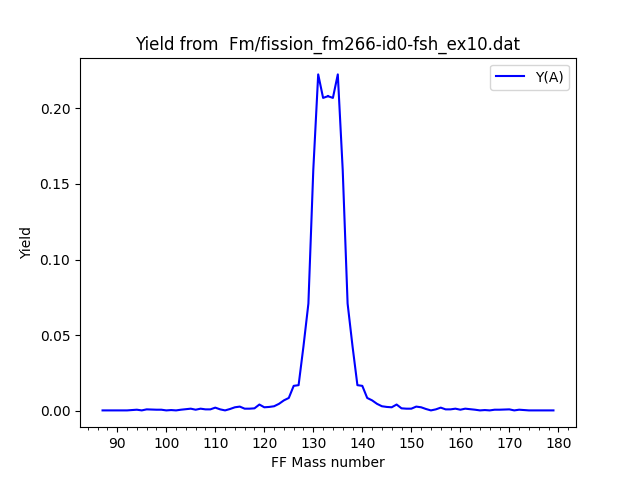 Yield from  Fm/fission_fm266-id0-fsh_ex10.dat
Y(A)
0.20
0.15
0.10
0.05
0.00
Yield
90 100 110 120 130 140 150 160 170 180
FF Mass number